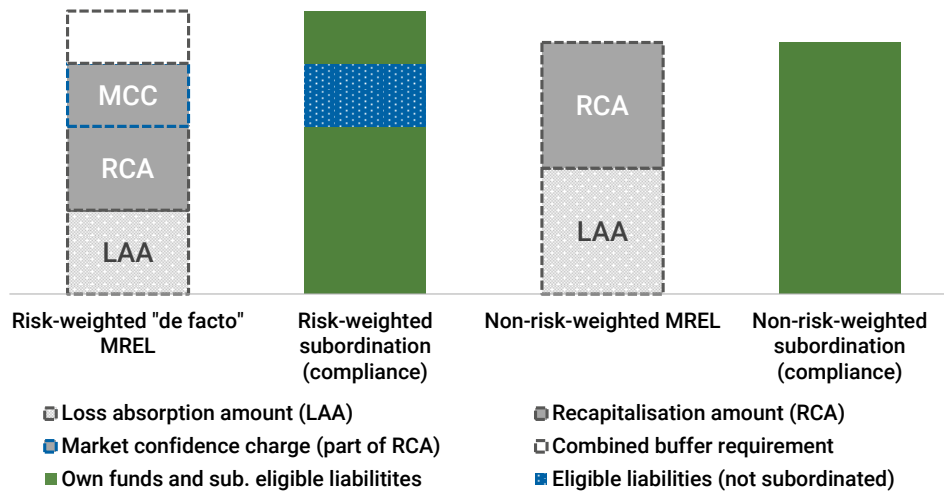 MCC
RCA
LAA
RCA
LAA
Risk-weighted "de facto"
MREL
Risk-weighted
subordination
(compliance)
Non-risk-weighted MREL
Non-risk-weighted
subordination
(compliance)
Loss absorption amount (LAA)
Recapitalisation amount (RCA)
Market confidence charge (part of RCA)
Combined buffer requirement
Own funds and sub. eligible liabilitites
Eligible liabilities (not subordinated)